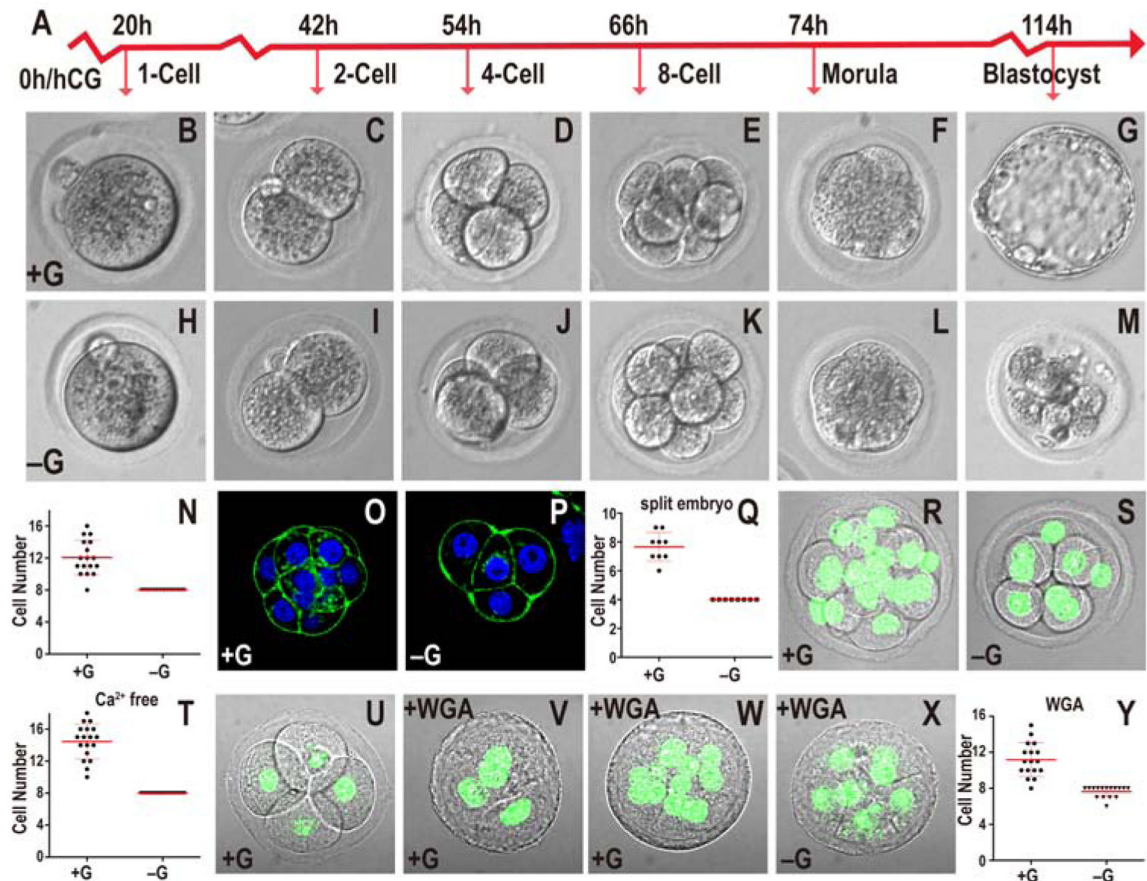 A
20h 42h 54h 66h 74h 114h
0h/hCG 1-Cell 2-Cell 4-Cell 8-Cell Morula Blastocyst
B C D E F G
+G
H I J K L M
–G
N
Cell Number
16
12
8
4
0
+G –G
O
+G
P
–G
split embryo Q
Cell Number
10
8
6
4
2
+G –G
R
+G
S
–G
Ca²⁺ free T
Cell Number
16
12
8
4
0
+G –G
U
+G
+WGA V
+G
+WGA W
+G
+WGA X
–G
WGA Y
Cell Number
16
12
8
4
0
+G –G